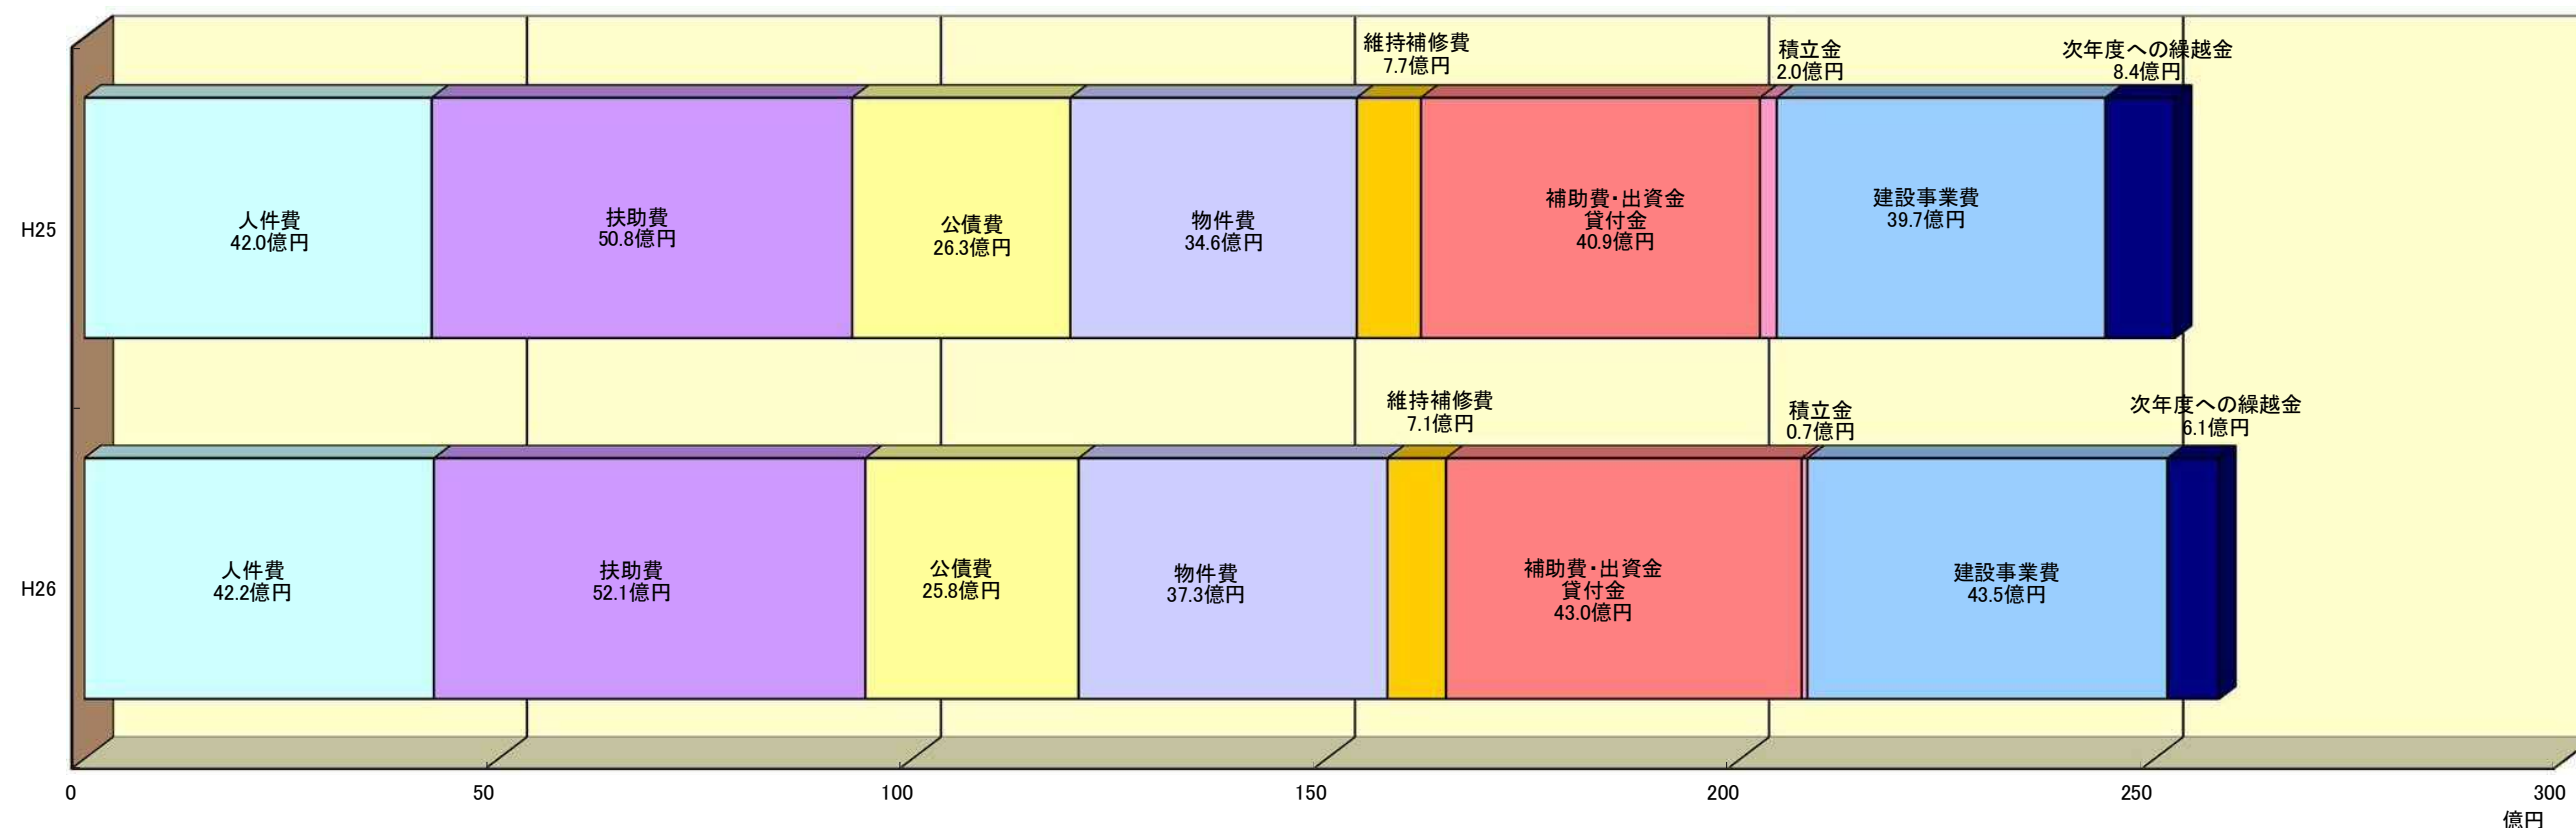 維持補修費
7.7億円
積立金
2.0億円
次年度への繰越金
8.4億円
H25
人件費
42.0億円
扶助費
50.8億円
公債費
26.3億円
物件費
34.6億円
補助費・出資金
貸付金
40.9億円
建設事業費
39.7億円
維持補修費
7.1億円
積立金
0.7億円
次年度への繰越金
6.1億円
H26
人件費
42.2億円
扶助費
52.1億円
公債費
25.8億円
物件費
37.3億円
補助費・出資金
貸付金
43.0億円
建設事業費
43.5億円
0
50
100
150
200
250
300
億円